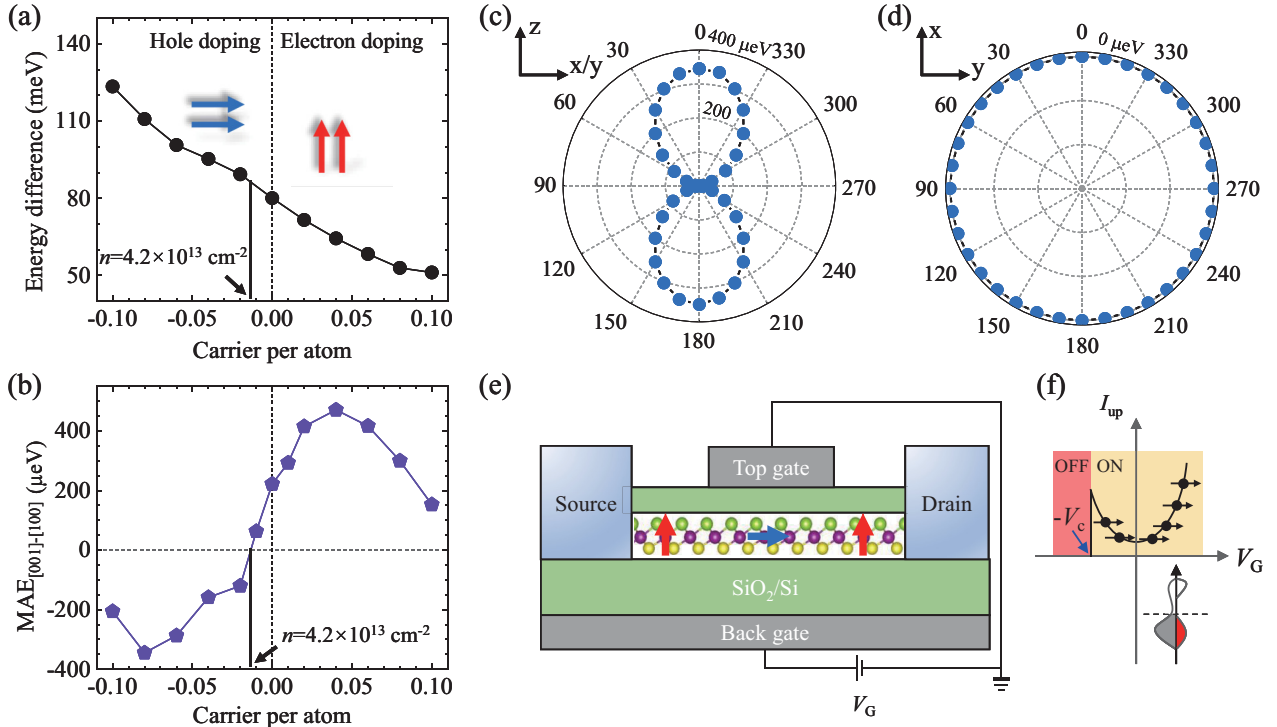 (a)
Hole doping
Electron doping
140
110
80
50
Energy difference (meV)
n=4.2×10¹³ cm⁻²
-0.10
-0.05
0.00
0.05
0.10
Carrier per atom
(b)
400
200
0
-200
-400
MAE[001]-[100] (μeV)
n=4.2×10¹³ cm⁻²
-0.10
-0.05
0.00
0.05
0.10
Carrier per atom
(c)
z
x/y
0
400 μeV
200
30
60
90
120
150
180
210
240
270
300
330
(d)
x
y
0
0 μeV
30
60
90
120
150
180
210
240
270
300
330
(e)
Source
Top gate
Drain
SiO₂/Si
Back gate
V_G
(f)
I_up
OFF
ON
-V_c
V_G